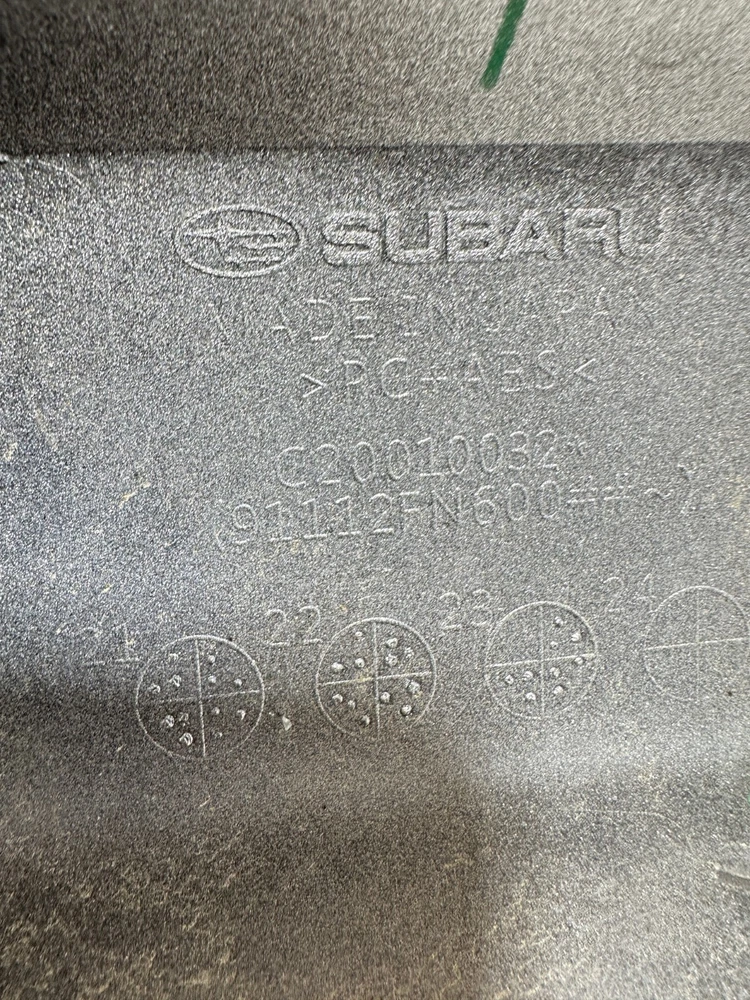 SUBARU
MADE IN JAPAN
>PC+ABS<
C20010032~
(91112FN600## ~)
21 22 23 24